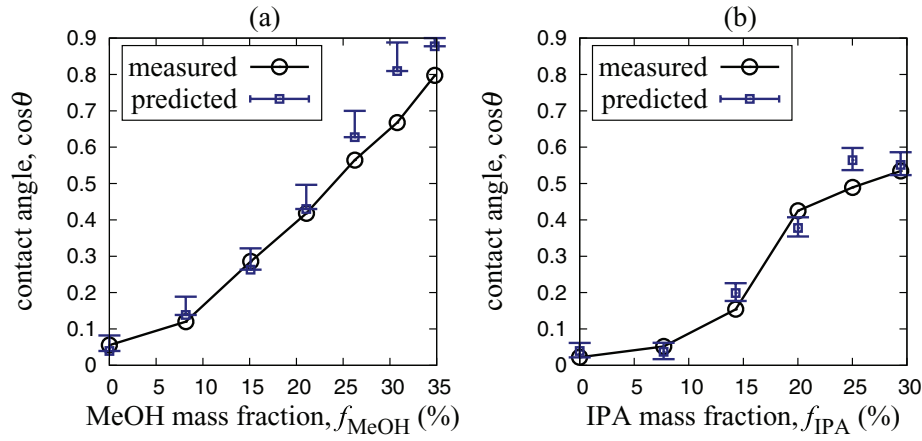 (a)
contact angle, cosθ
0.9
0.8
0.7
0.6
0.5
0.4
0.3
0.2
0.1
0
measured
predicted
0 5 10 15 20 25 30 35
MeOH mass fraction, fMeOH (%)
(b)
contact angle, cosθ
0.9
0.8
0.7
0.6
0.5
0.4
0.3
0.2
0.1
0
measured
predicted
0 5 10 15 20 25 30
IPA mass fraction, fIPA (%)